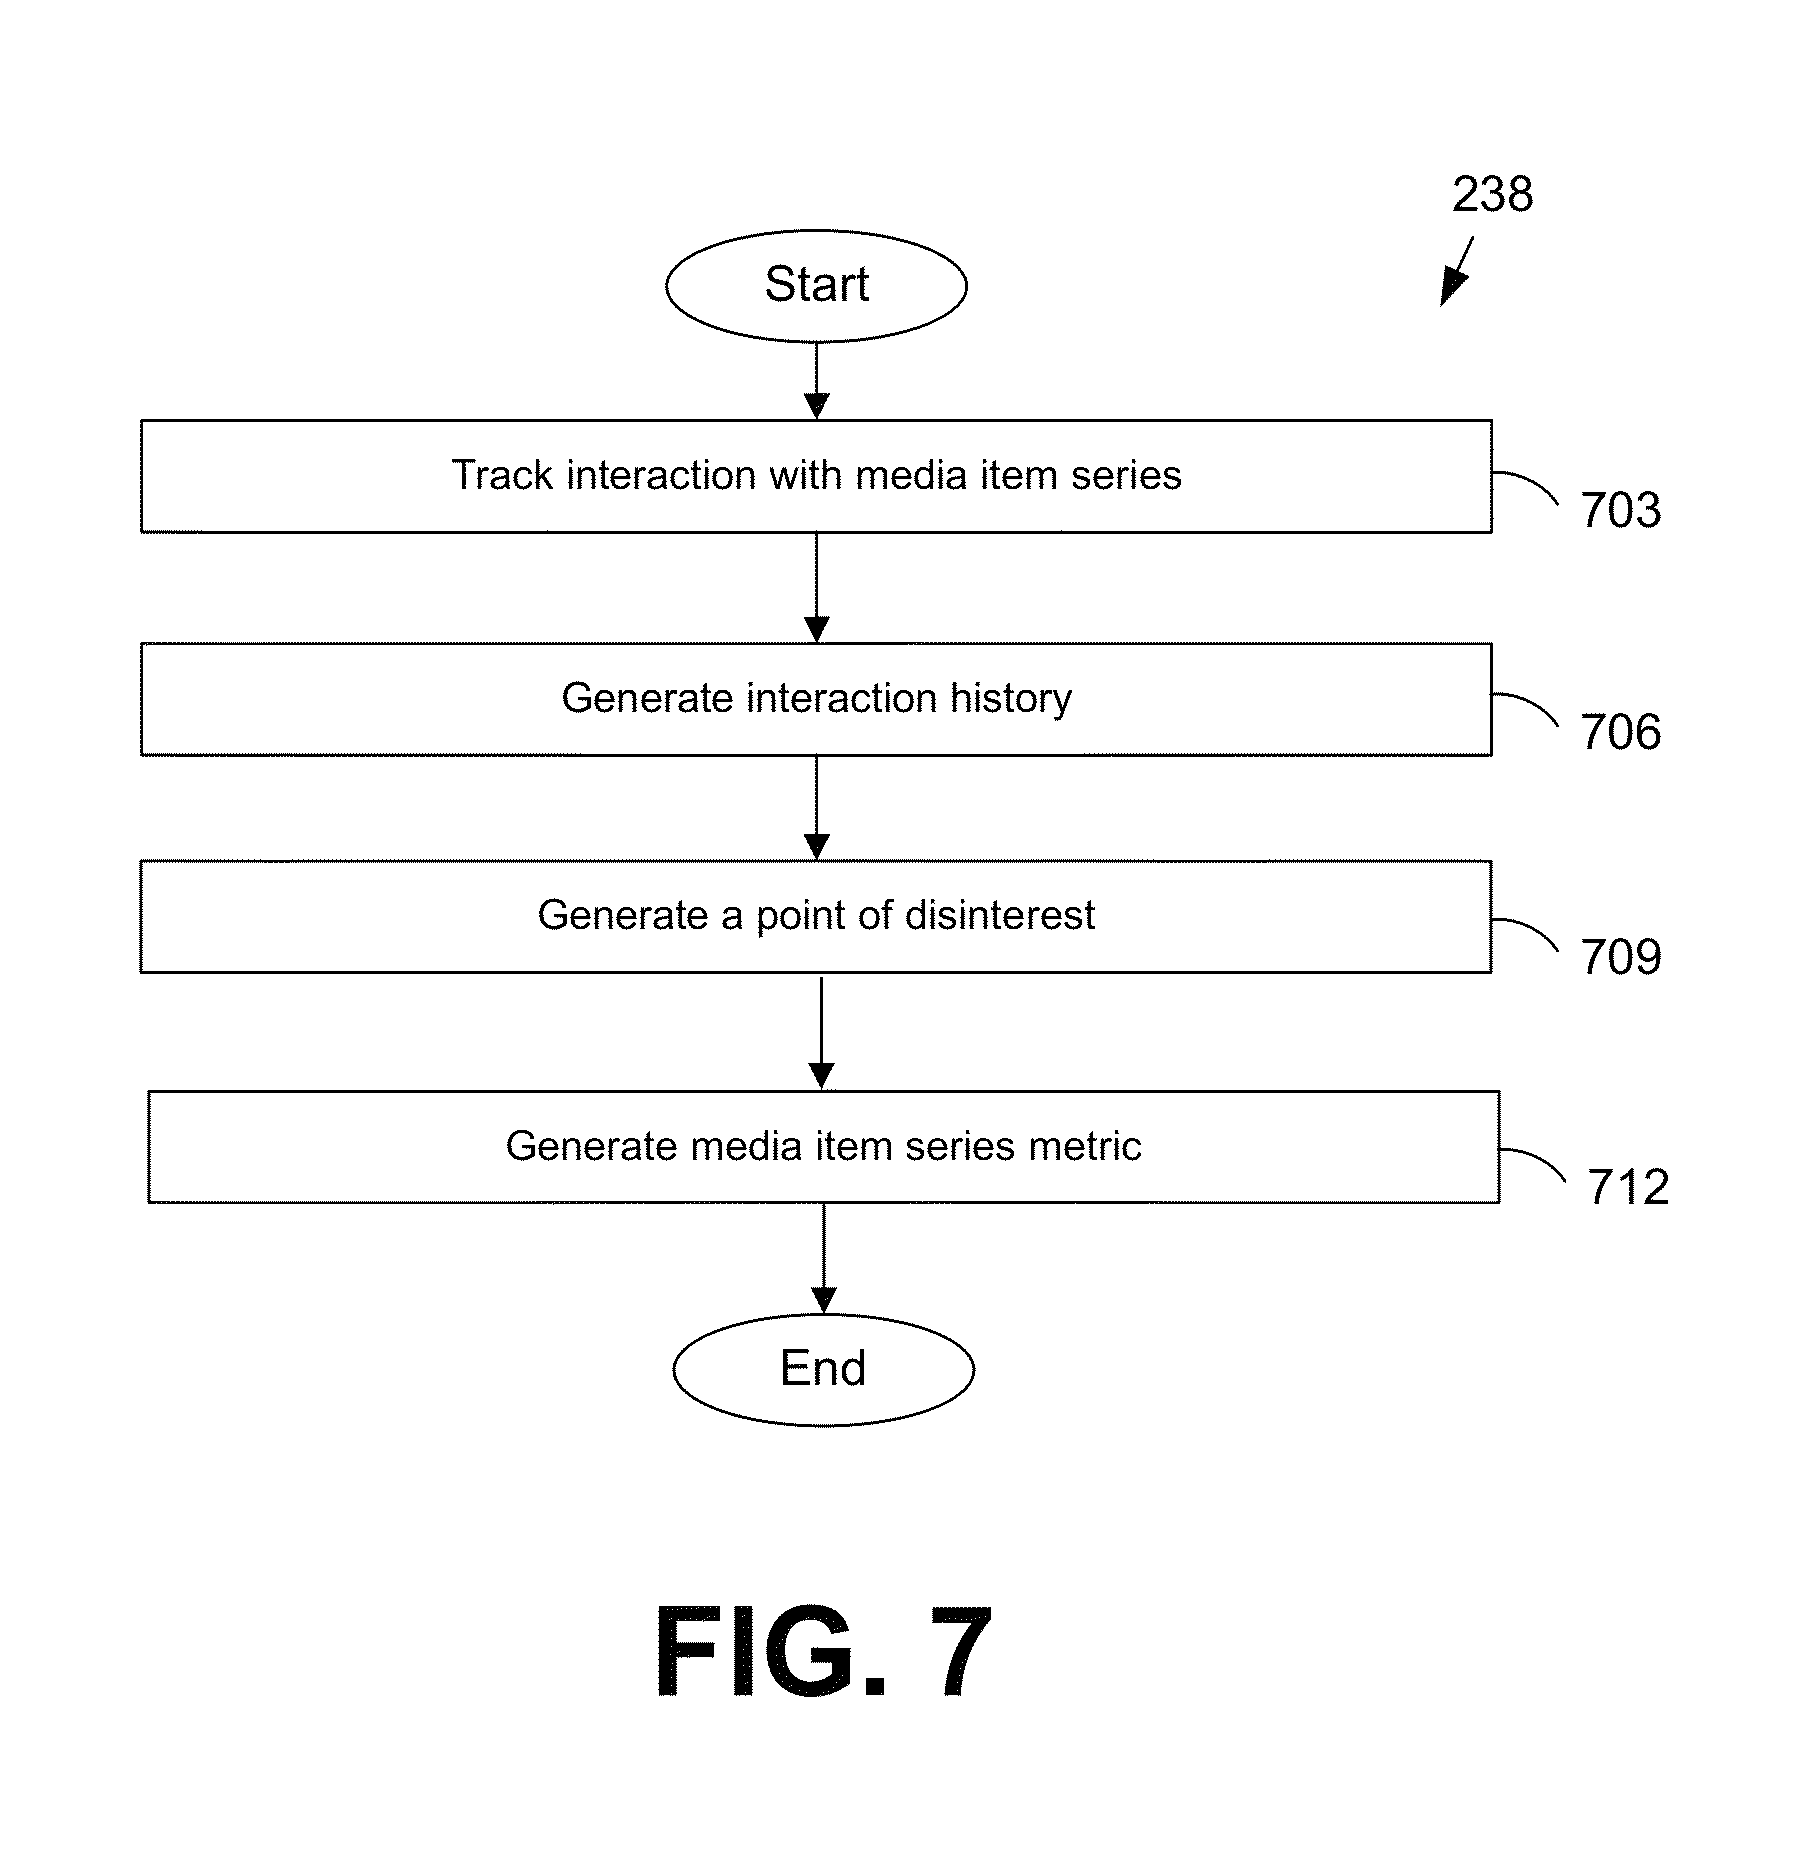 238
Start
Track interaction with media item series
703
Generate interaction history
706
Generate a point of disinterest
709
Generate media item series metric
712
End
FIG. 7